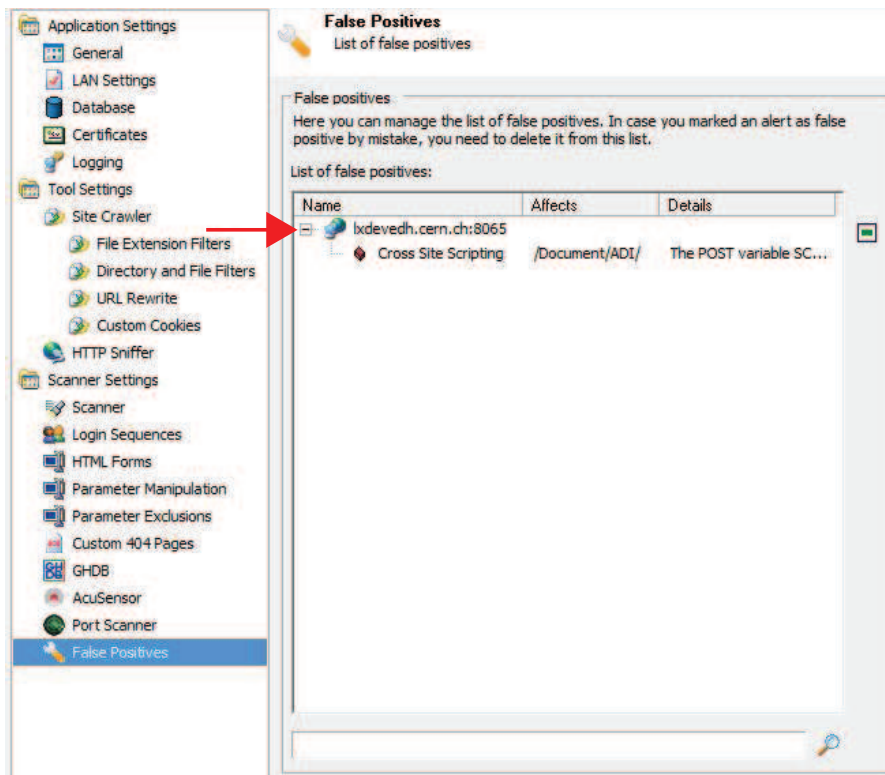 Application Settings
General
LAN Settings
Database
Certificates
Logging
Tool Settings
Site Crawler
File Extension Filters
Directory and File Filters
URL Rewrite
Custom Cookies
HTTP Sniffer
Scanner Settings
Scanner
Login Sequences
HTML Forms
Parameter Manipulation
Parameter Exclusions
Custom 404 Pages
GHDB
AcuSensor
Port Scanner
False Positives
False Positives
List of false positives
False positives
Here you can manage the list of false positives. In case you marked an alert as false
positive by mistake, you need to delete it from this list.
List of false positives:
Name Affects Details
lxdevedh.cern.ch:8065
Cross Site Scripting /Document/ADI/ The POST variable SC...